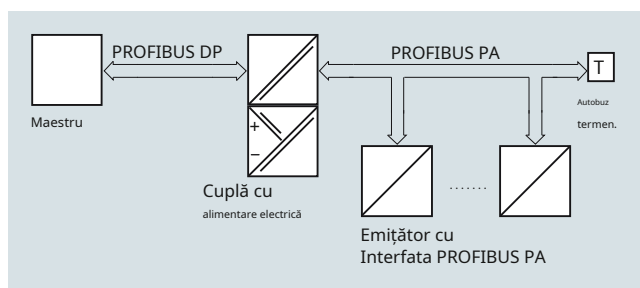 PROFIBUS DP
PROFIBUS PA
T
Maestru
Autobuz
termen.
+
−
Cuplă cu
alimentare electrică
.......
Emițător cu
Interfata PROFIBUS PA